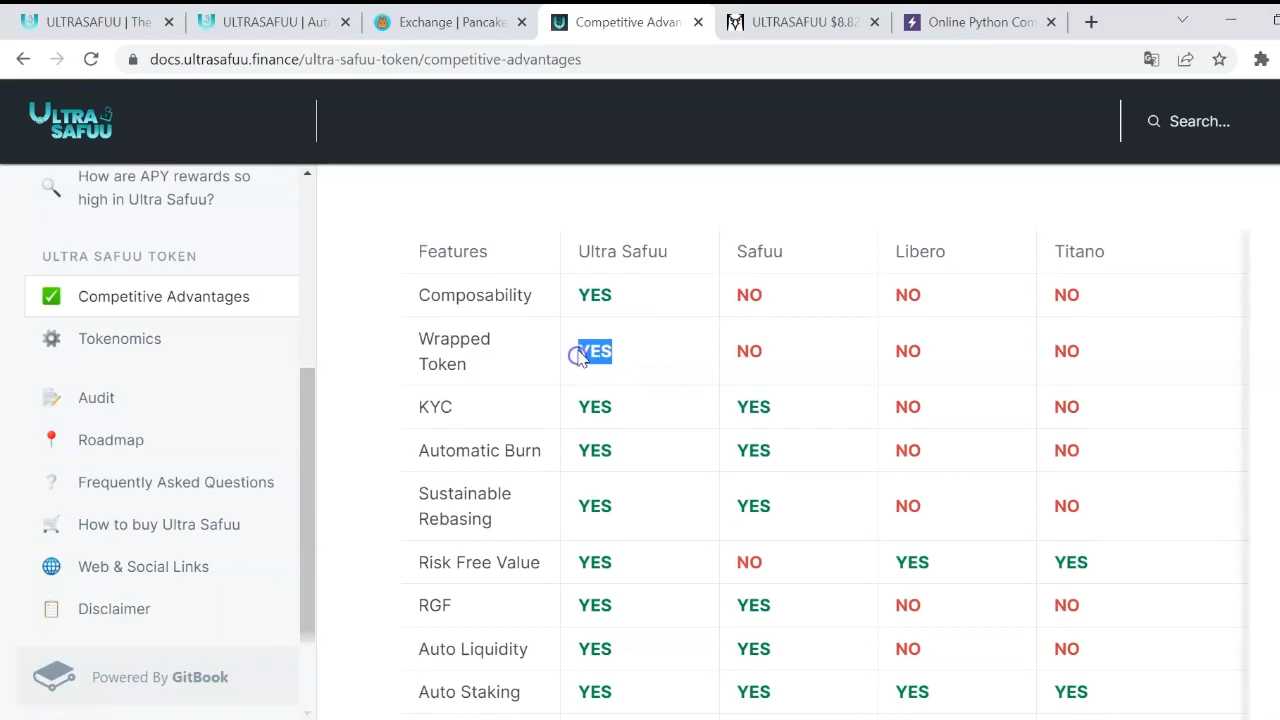 ULTRASAFUU | The
ULTRASAFUU | Aut
Exchange | Pancake
Competitive Advan
ULTRASAFUU $8.82
Online Python Com
docs.ultrasafuu.finance/ultra-safuu-token/competitive-advantages
ULTRA
SAFUU
Search...
How are APY rewards so
high in Ultra Safuu?
ULTRA SAFUU TOKEN
Competitive Advantages
Tokenomics
Audit
Roadmap
Frequently Asked Questions
How to buy Ultra Safuu
Web & Social Links
Disclaimer
Powered By GitBook
Features Ultra Safuu Safuu Libero Titano
Composability YES NO NO NO
Wrapped
Token YES NO NO NO
KYC YES YES NO NO
Automatic Burn YES YES NO NO
Sustainable
Rebasing YES YES NO NO
Risk Free Value YES NO YES YES
RGF YES YES NO NO
Auto Liquidity YES YES NO NO
Auto Staking YES YES YES YES